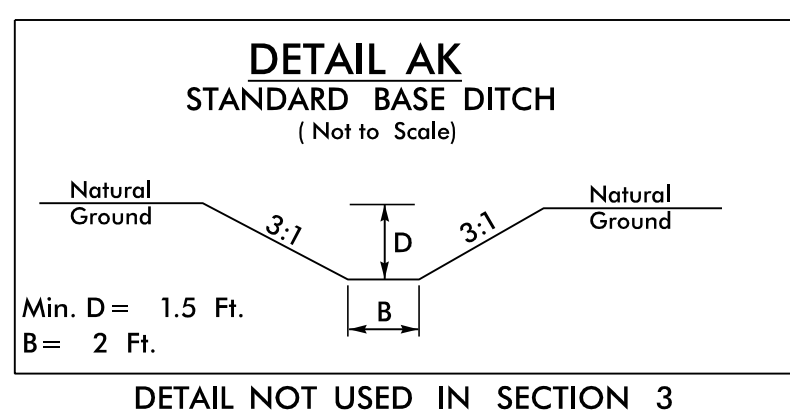 DETAIL AK
STANDARD BASE DITCH
( Not to Scale)
Natural
Ground
3:1
D
3:1
Natural
Ground
Min. D = 1.5 Ft.
B
B= 2 Ft.
DETAIL NOT USED IN SECTION 3